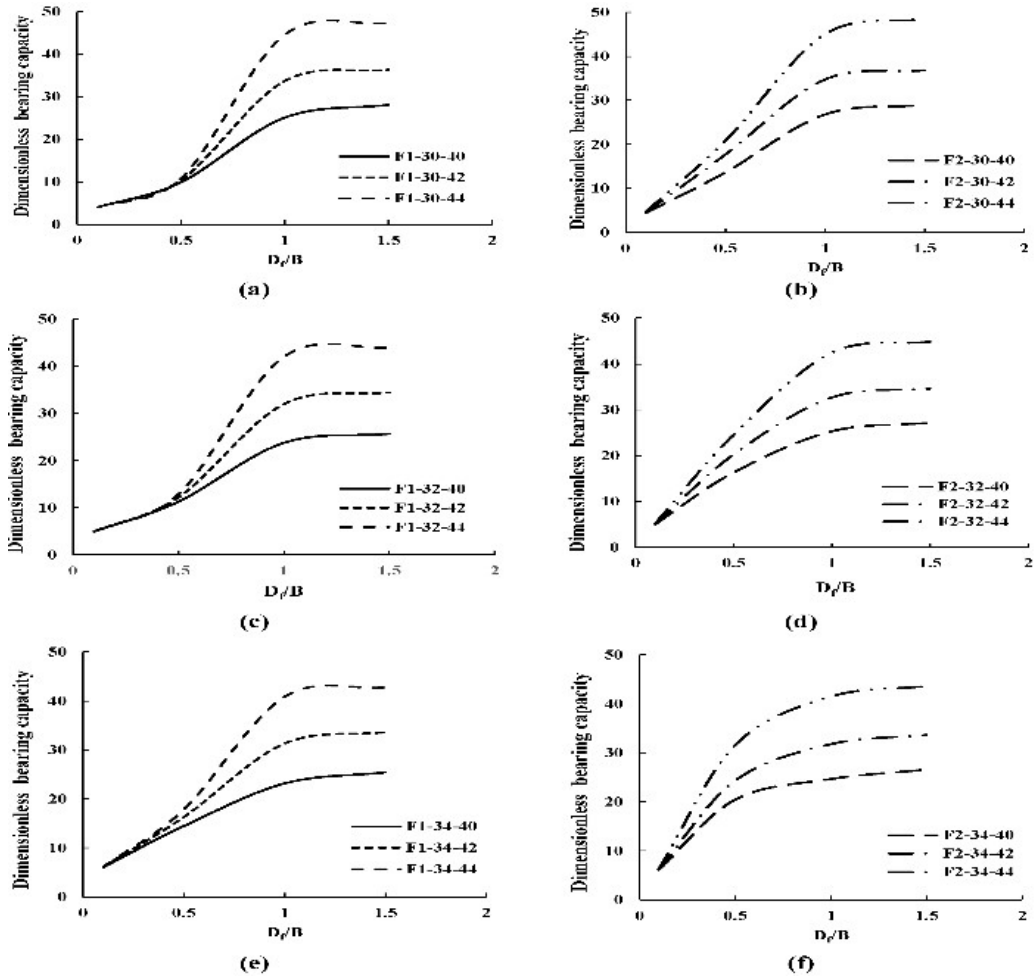 50
40
30
20
10
0
Dimensionless bearing capacity
F1-30-40
F1-30-42
F1-30-44
0
0.5
1
1.5
2
Df/B
(a)
50
40
30
20
10
0
Dimensionless bearing capacity
F2-30-40
F2-30-42
F2-30-44
0
0.5
1
1.5
2
Df/B
(b)
50
40
30
20
10
0
Dimensionless bearing capacity
F1-32-40
F1-32-42
F1-32-44
0
0.5
1
1.5
2
Df/B
(c)
50
40
30
20
10
0
Dimensionless bearing capacity
F2-32-40
F2-32-42
F2-32-44
0
0.5
1
1.5
2
Df/B
(d)
50
40
30
20
10
0
Dimensionless bearing capacity
F1-34-40
F1-34-42
F1-34-44
0
0.5
1
1.5
2
Df/B
(e)
50
40
30
20
10
0
Dimensionless bearing capacity
F2-34-40
F2-34-42
F2-34-44
0
0.5
1
1.5
2
Df/B
(f)